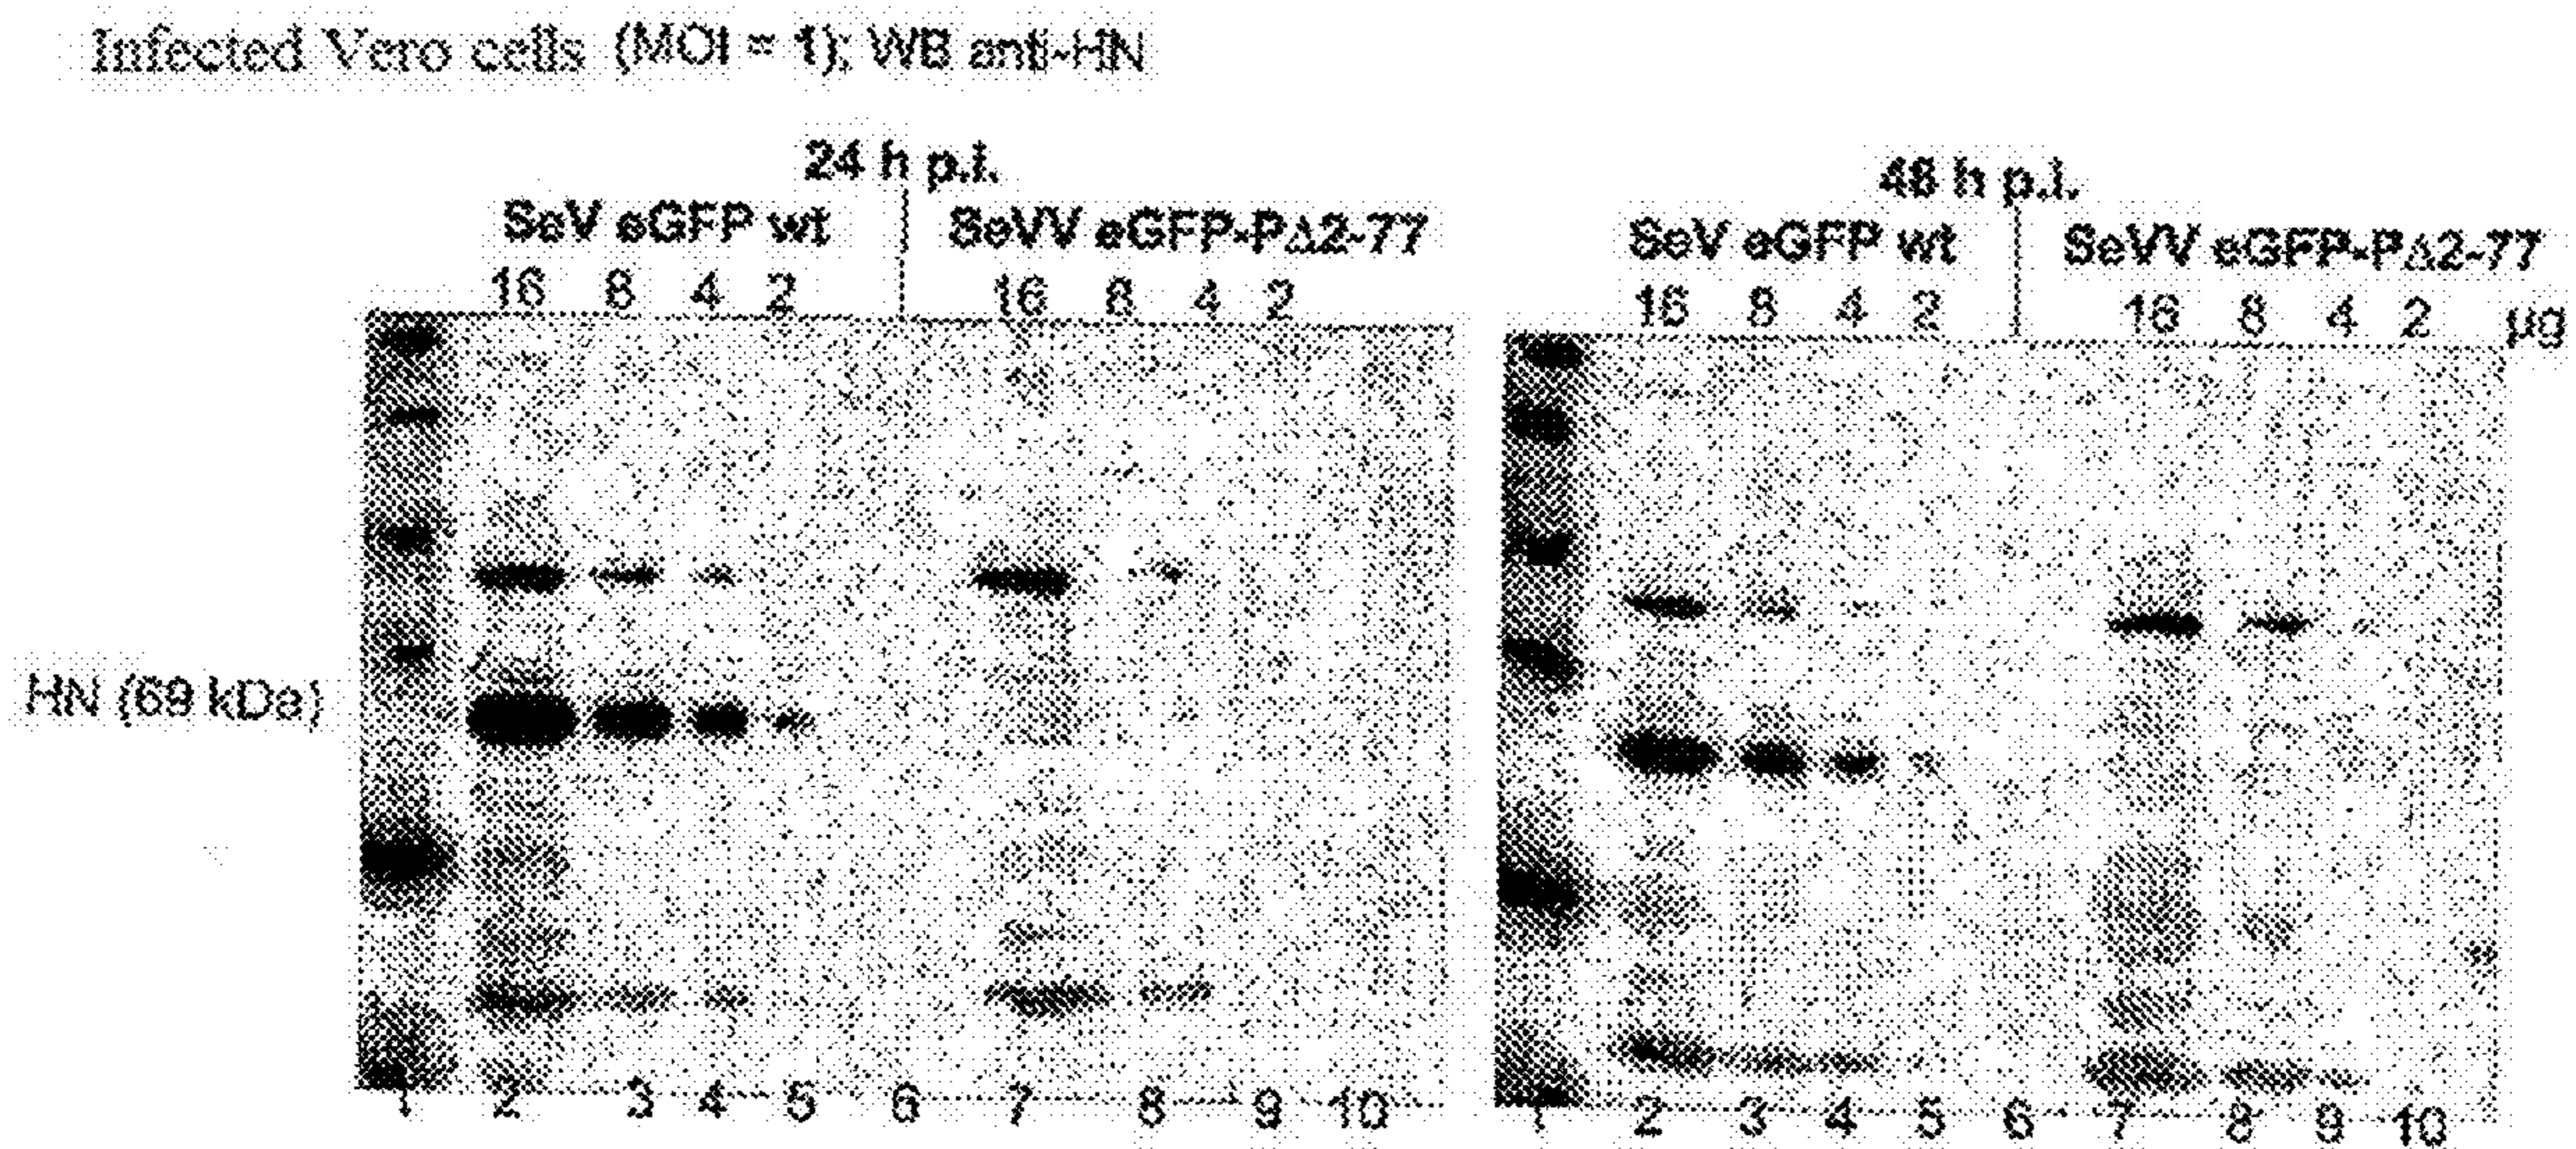 Infected Vero cells (MOI = 1); WB anti-HN
24 h p.i.
SeV eGFP wt SeVV eGFP-PΔ2-77
16 8 4 2 16 8 4 2
48 h p.i.
SeV eGFP wt SeVV eGFP-PΔ2-77
16 8 4 2 16 8 4 2 µg
HN (69 kDa)
1 2 3 4 5 6 7 8 9 10
1 2 3 4 5 6 7 8 9 10